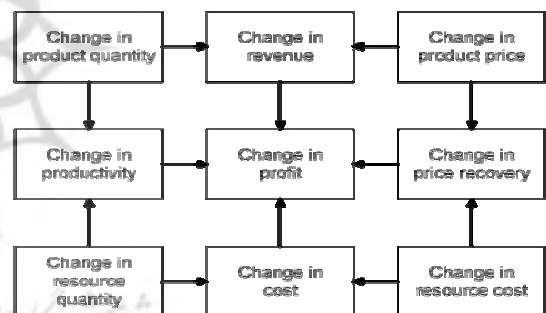 Change in
product quantity
Change in
revenue
Change in
product price
Change in
productivity
Change in
profit
Change in
price recovery
Change in
resource
quantity
Change in
cost
Change in
resource cost